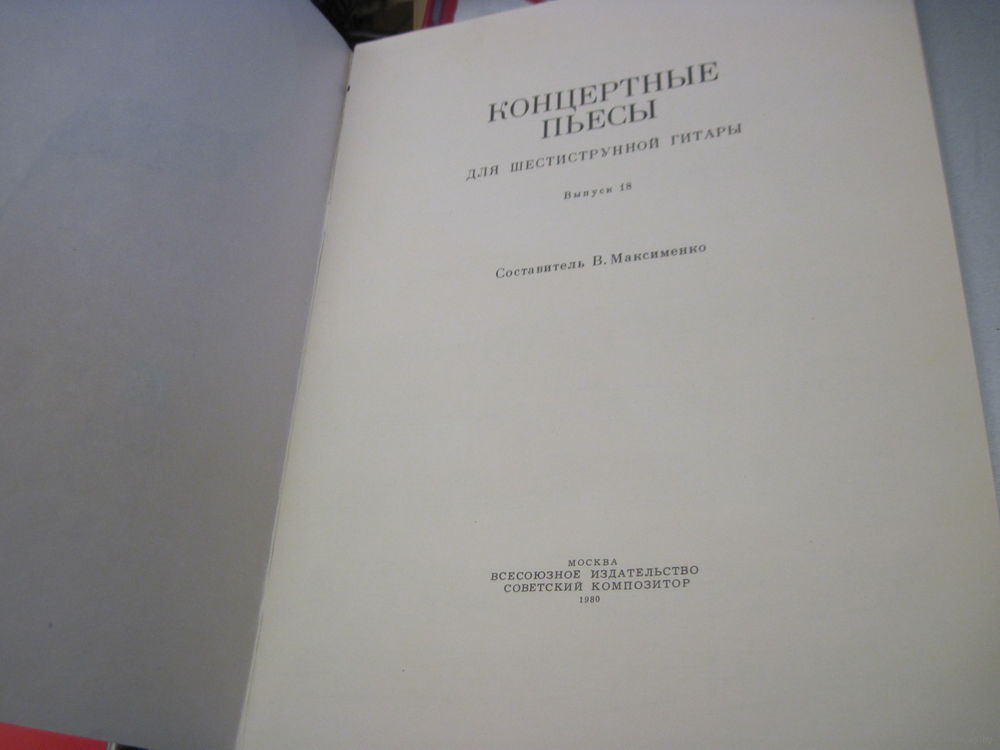 КОНЦЕРТНЫЕ
ПЬЕСЫ
ДЛЯ ШЕСТИСТРУННОЙ ГИТАРЫ
Выпуск 18
Составитель В. Максименко
МОСКВА
ВСЕСОЮЗНОЕ ИЗДАТЕЛЬСТВО
СОВЕТСКИЙ КОМПОЗИТОР
1980